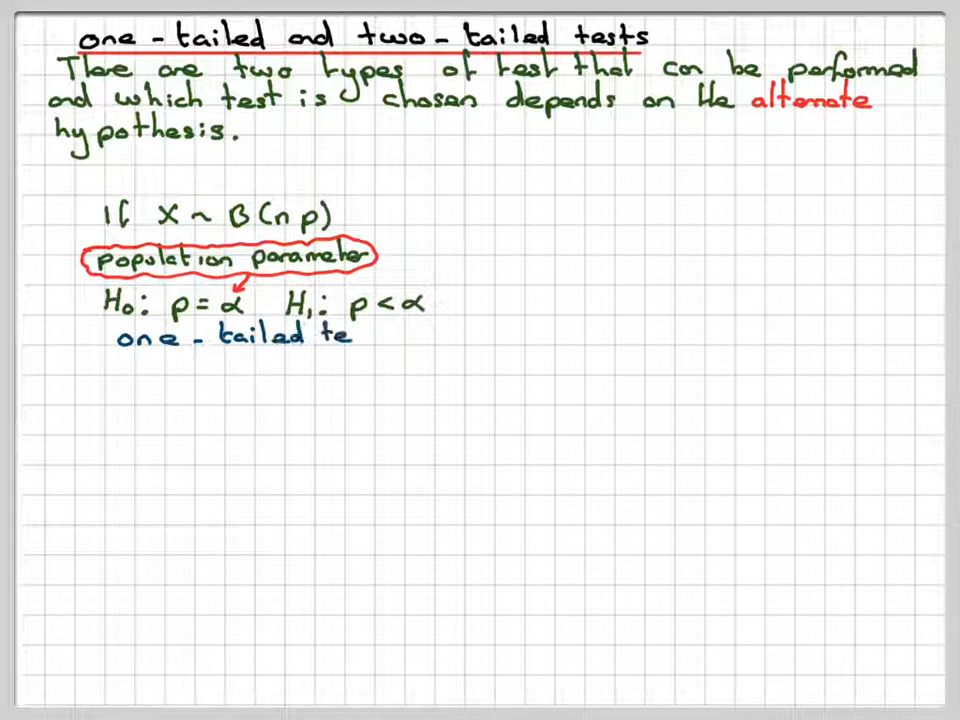 one - tailed and two - tailed tests
There are two types of test that can be performed
and which test is chosen depends on the alternate
hypothesis.
If X ~ B(n p)
population parameter
H₀: p = α H₁: p < α
one - tailed te